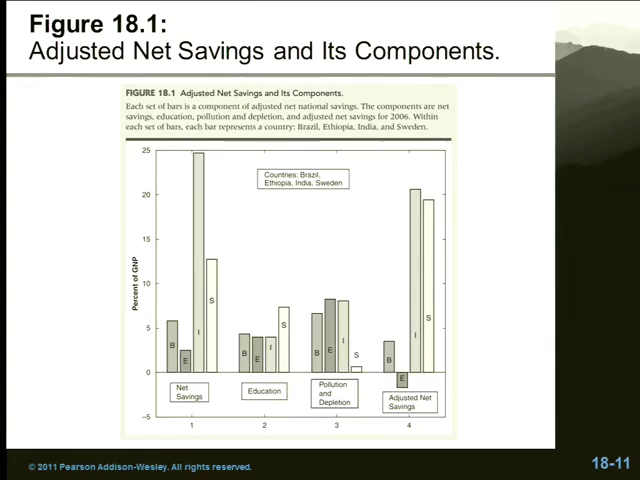 Figure 18.1:
Adjusted Net Savings and Its Components.
FIGURE 18.1 Adjusted Net Savings and Its Components.
Each set of bars is a component of adjusted net national savings. The components are net
savings, education, pollution and depletion, and adjusted net savings for 2006. Within
each set of bars, each bar represents a country: Brazil, Ethiopia, India, and Sweden.
25
20
15
10
5
0
–5
Percent of GNP
Countries: Brazil,
Ethiopia, India, Sweden
B
E
I
S
B
E
I
S
B
E
I
S
B
E
I
S
Net
Savings
Education
Pollution
and
Depletion
Adjusted Net
Savings
1
2
3
4
© 2011 Pearson Addison-Wesley. All rights reserved.
18-11